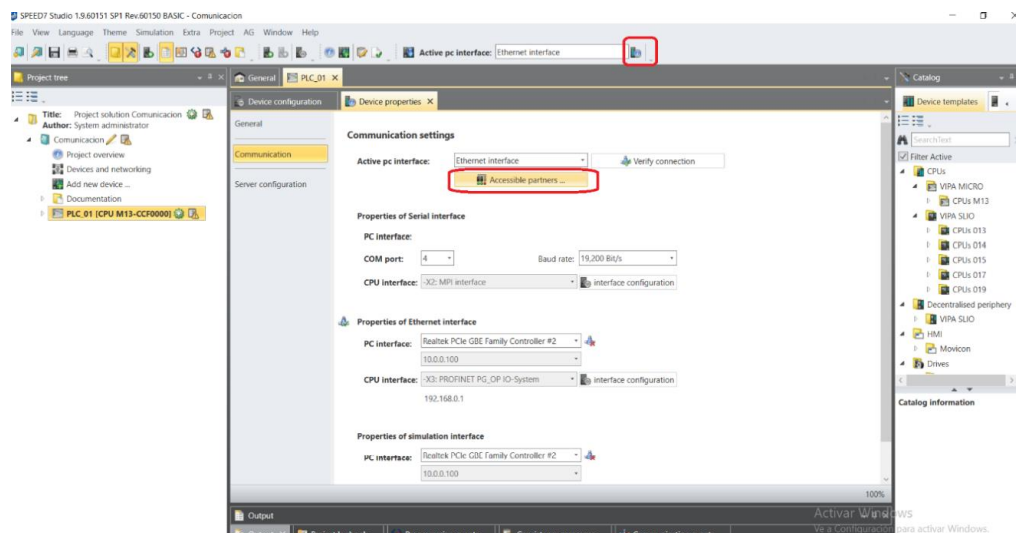 SPEED7 Studio 1.9.60151 SP1 Rev.60150 BASIC - Comunicacion
File View Language Theme Simulation Extra Project AG Window Help
Active pc interface: Ethernet interface
Project tree
General PLC_01
Catalog
Device configuration Device properties
Device templates
Title: Project solution Comunicacion
Author: System administrator
Comunicacion
Project overview
Devices and networking
Add new device ...
Documentation
PLC_01 [CPU M13-CCF0000]
General
Communication
Server configuration
Communication settings
Active pc interface: Ethernet interface Verify connection
Accessible partners ...
Properties of Serial interface
PC interface:
COM port: 4 Baud rate: 19,200 Bit/s
CPU interface: -X2: MPI interface interface configuration
Properties of Ethernet interface
PC interface: Realtek PCIe GBE Family Controller #2
10.0.0.100
CPU interface: -X3: PROFINET PG_OP IO-System interface configuration
192.168.0.1
Properties of simulation interface
PC interface: Realtek PCIe GBE Family Controller #2
10.0.0.100
100%
SearchText
Filter Active
CPUs
VIPA MICRO
CPUs M13
VIPA SLIO
CPUs 013
CPUs 014
CPUs 015
CPUs 017
CPUs 019
Decentralised periphery
VIPA SLIO
HMI
Movicon
Drives
Catalog information
Output
Activar Windows
Ve a Configuración para activar Windows.